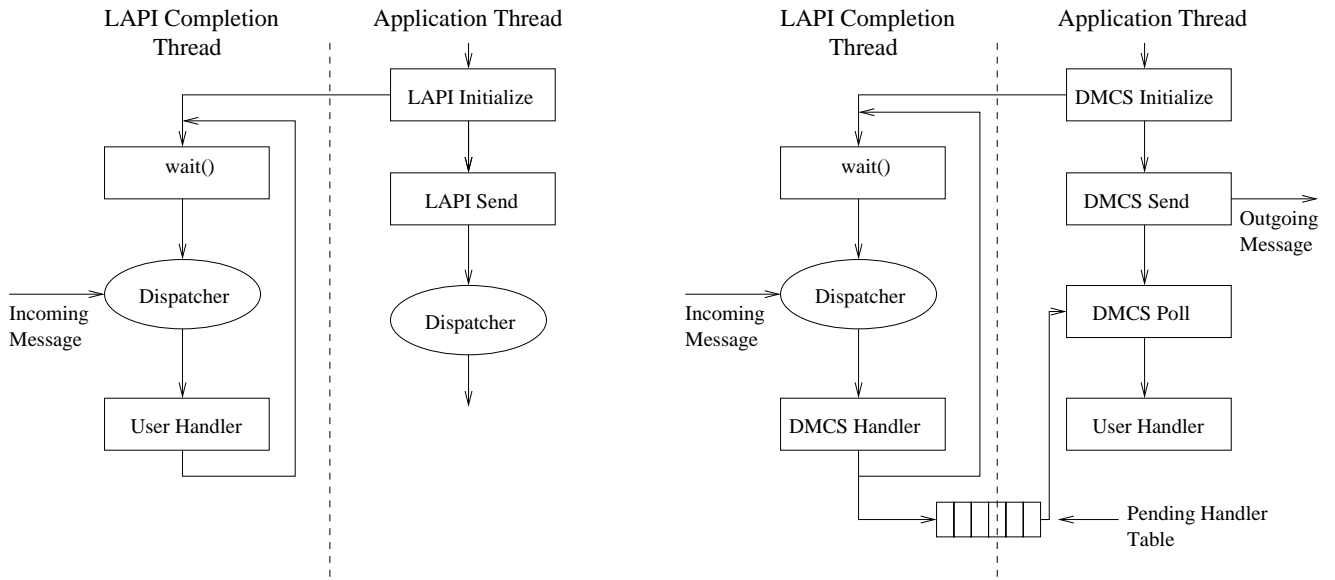 LAPI Completion
Thread
Application Thread
LAPI Initialize
wait()
LAPI Send
Dispatcher
Incoming
Message
Dispatcher
User Handler
LAPI Completion
Thread
Application Thread
DMCS Initialize
wait()
DMCS Send
Outgoing
Message
Dispatcher
Incoming
Message
DMCS Poll
DMCS Handler
User Handler
Pending Handler
Table